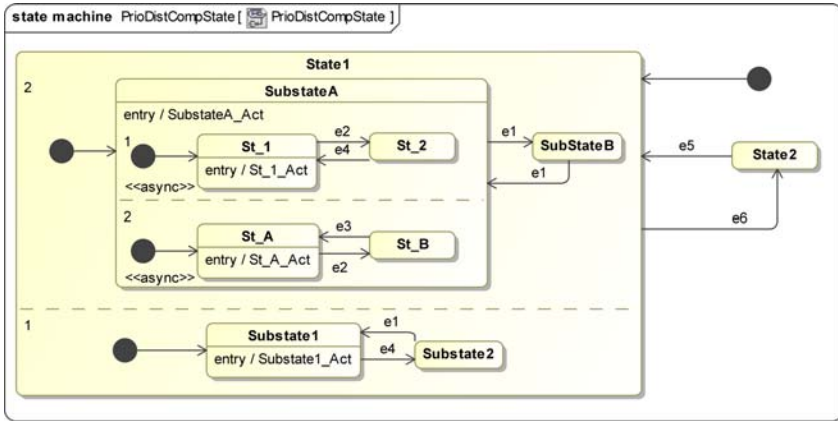 state machine PrioDistCompState [ PrioDistCompState ]
State1
2
SubstateA
entry / SubstateA_Act
1
St_1
entry / St_1_Act
e2
e4
St_2
<<async>>
e1
SubStateB
e1
e5
State2
e6
2
St_A
entry / St_A_Act
e3
e2
St_B
<<async>>
1
Substate1
entry / Substate1_Act
e1
e4
Substate2